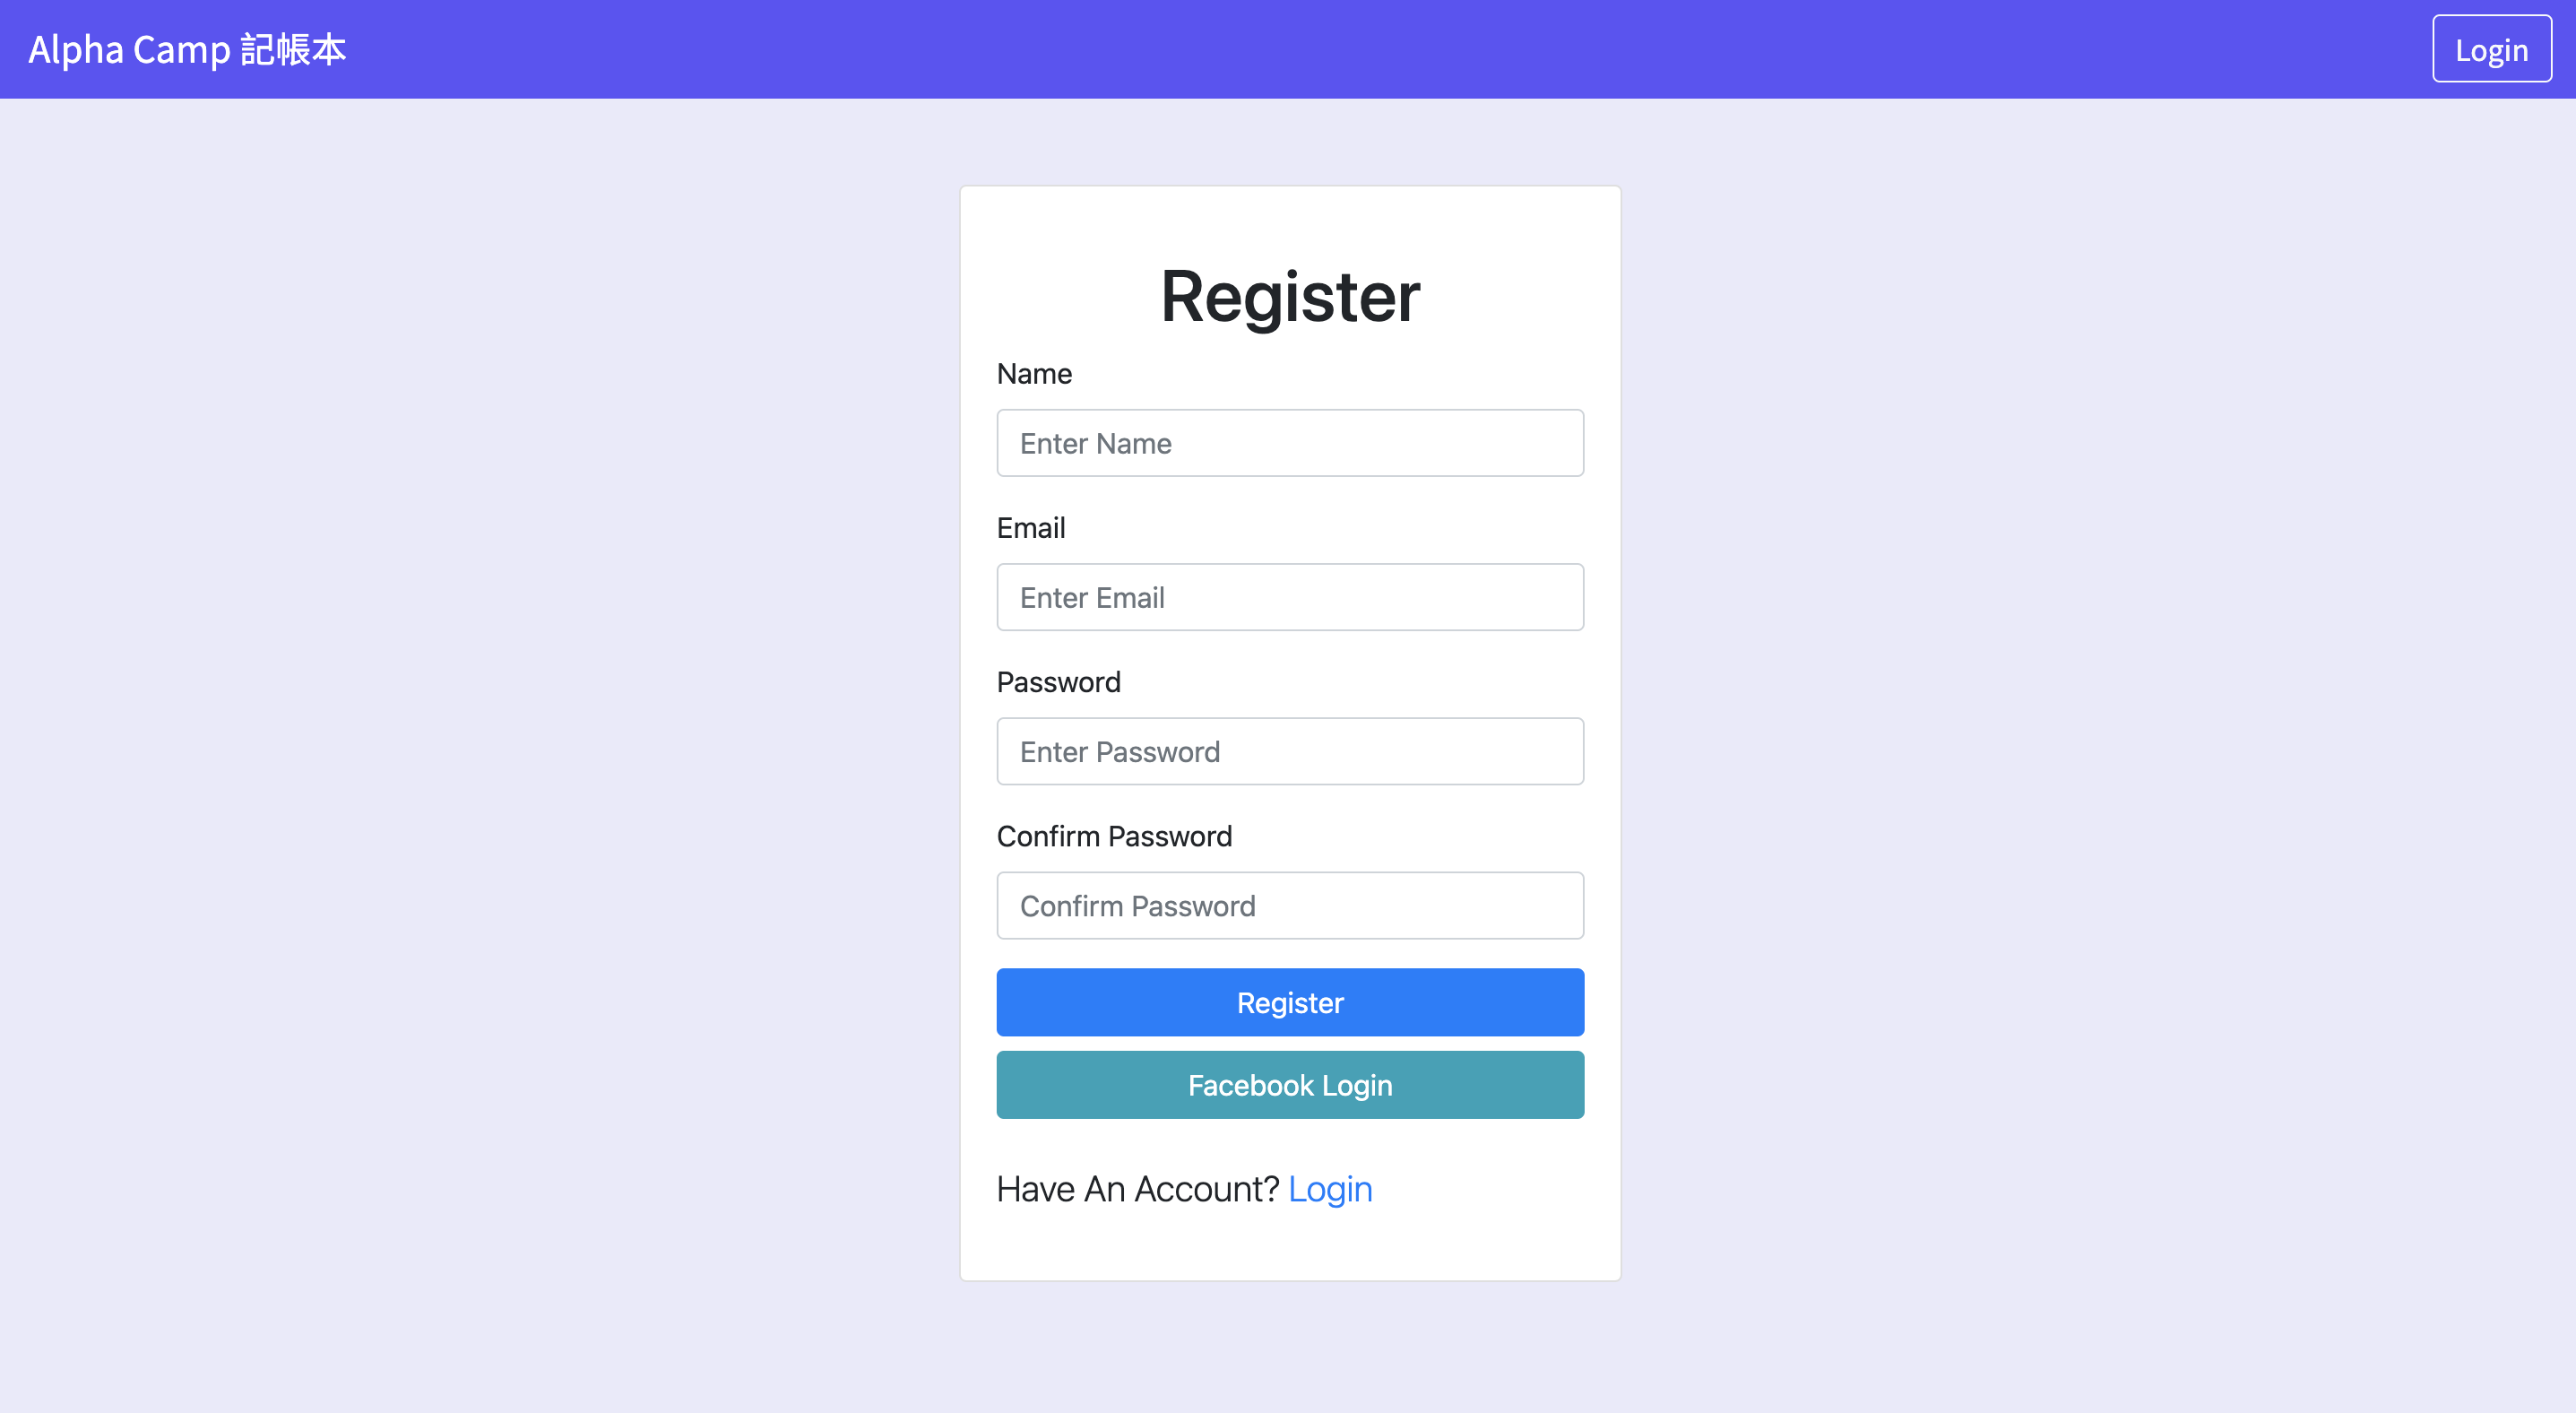 Alpha Camp 記帳本
Login
Register
Name
Enter Name
Email
Enter Email
Password
Enter Password
Confirm Password
Confirm Password
Register
Facebook Login
Have An Account? Login